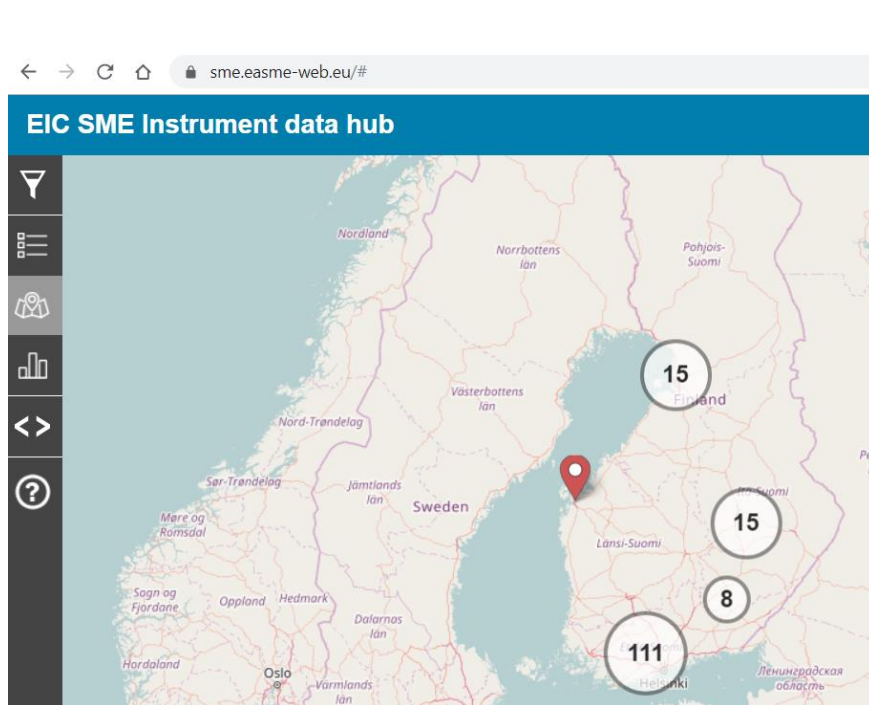 sme.easme-web.eu/#
EIC SME Instrument data hub
Nordland
Norrbottens
län
Pohjois-
Suomi
15
Finland
Västerbottens
län
Nord-Trøndelag
Sør-Trøndelag
Jämtlands
län
Sweden
Møre og
Romsdal
15
Länsi-Suomi
Sogn og
Fjordane
Oppland
Hedmark
8
Dalarnas
län
111
Hordaland
Oslo
Helsinki
Ленинградская
область
Värmlands
län